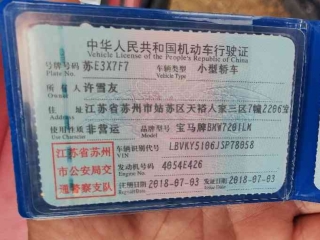 中华人民共和国机动车行驶证
Vehicle License of the People's Republic of China
号牌号码 苏E3X7F7 车辆类型 小型轿车
Plate No. Vehicle Type
所有人 许雪友
Owner
住址 江苏省苏州市姑苏区天裕人家三区7幢2206室
Address
使用性质 非营运 品牌型号 宝马牌BMW7201LM
Use Character Model
江苏省苏州
市公安局交
通警察支队
车辆识别代号 LBVKY5106JSP78058
VIN
发动机号码 4054E426
Engine No.
注册日期 2018-07-03 发证日期 2018-07-03
Register Date Issue Date